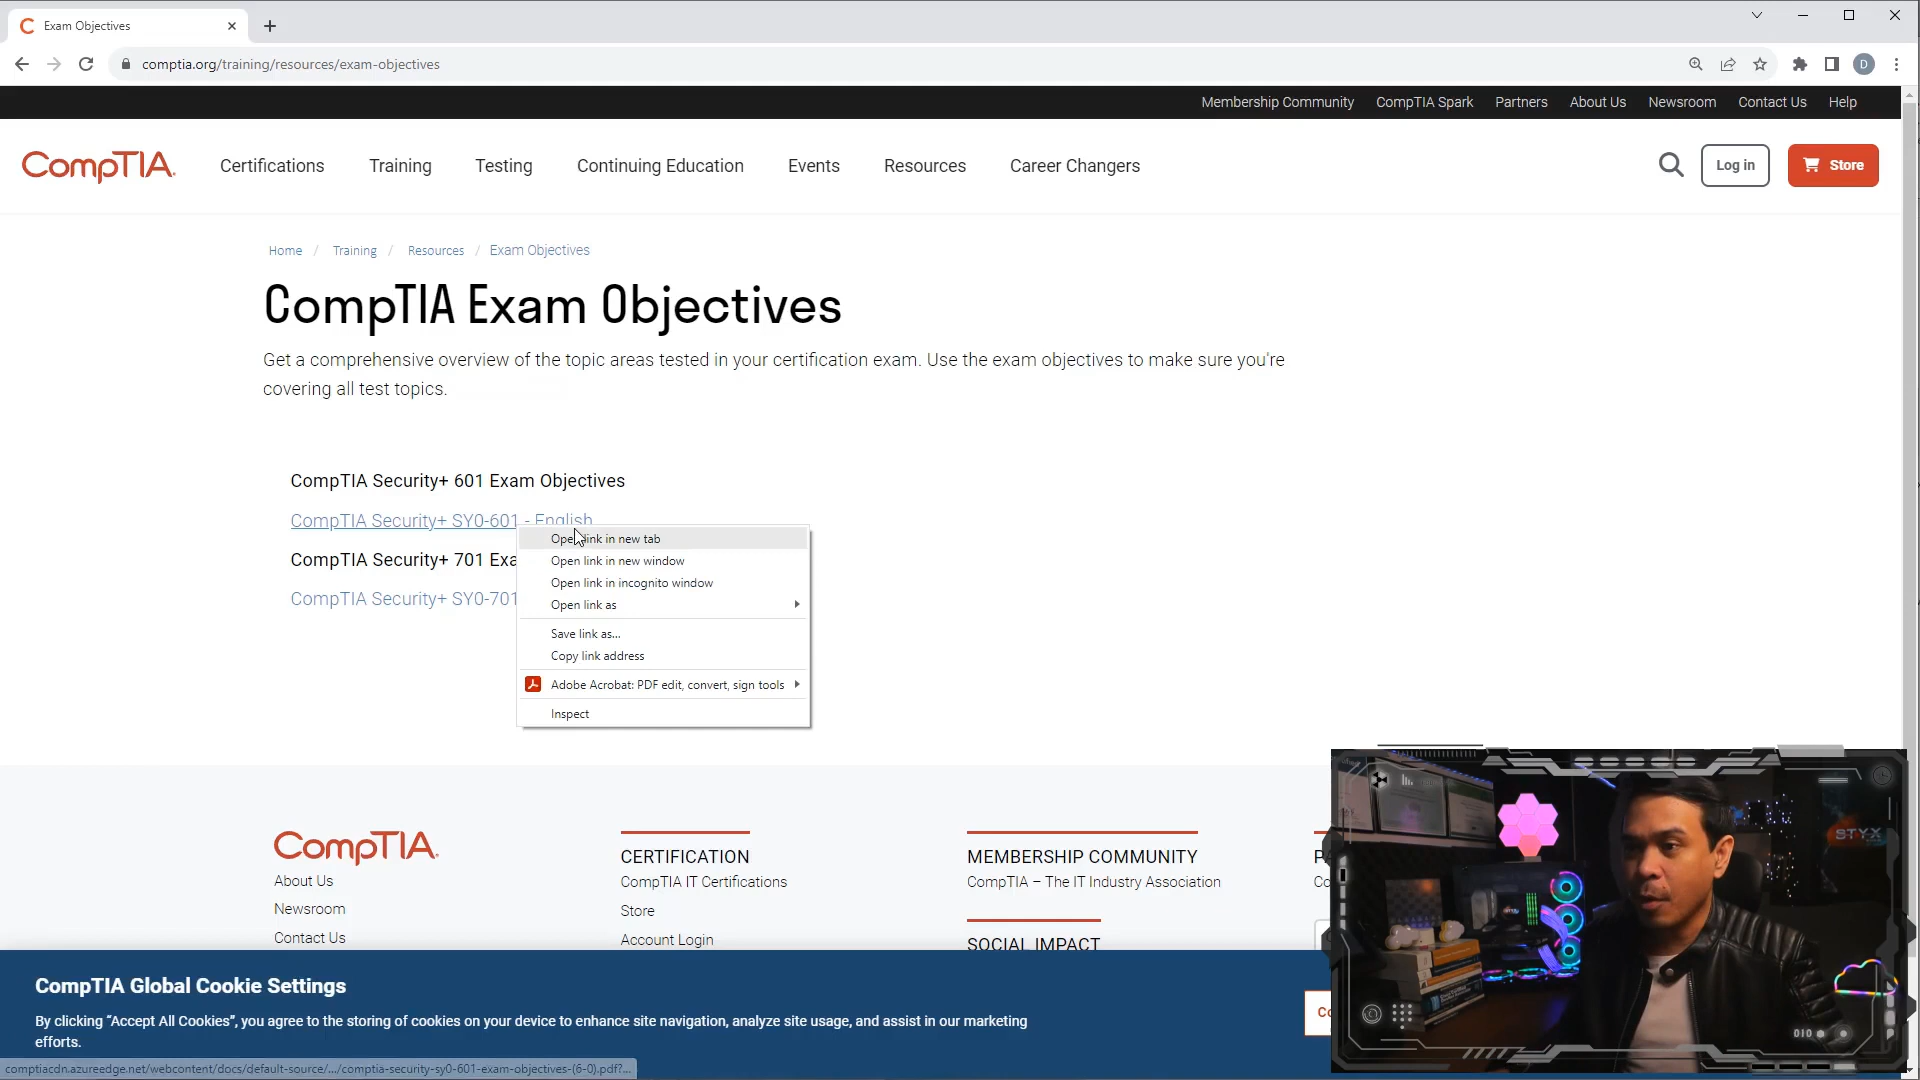 Exam Objectives
comptia.org/training/resources/exam-objectives
D
Membership Community CompTIA Spark Partners About Us Newsroom Contact Us Help
CompTIA.
Certifications Training Testing Continuing Education Events Resources Career Changers
Log in
Store
Home / Training / Resources / Exam Objectives
CompTIA Exam Objectives
Get a comprehensive overview of the topic areas tested in your certification exam. Use the exam objectives to make sure you're
covering all test topics.
CompTIA Security+ 601 Exam Objectives
CompTIA Security+ SY0-601 - English
CompTIA Security+ 701 Exa
CompTIA Security+ SY0-701
Open link in new tab
Open link in new window
Open link in incognito window
Open link as
Save link as...
Copy link address
Adobe Acrobat: PDF edit, convert, sign tools
Inspect
CompTIA.
About Us
Newsroom
Contact Us
CERTIFICATION
CompTIA IT Certifications
Store
Account Login
MEMBERSHIP COMMUNITY
CompTIA – The IT Industry Association
SOCIAL IMPACT
CompTIA Global Cookie Settings
By clicking “Accept All Cookies”, you agree to the storing of cookies on your device to enhance site navigation, analyze site usage, and assist in our marketing
efforts.
comptiacdn.azureedge.net/webcontent/docs/default-source/.../comptia-security-sy0-601-exam-objectives-(6-0).pdf?...
STYX
010